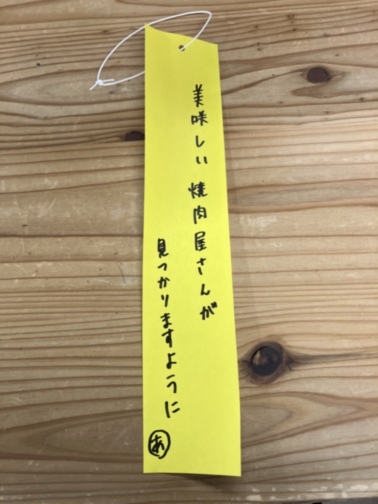 美味しい焼肉屋さんが
見つかりますように
あ